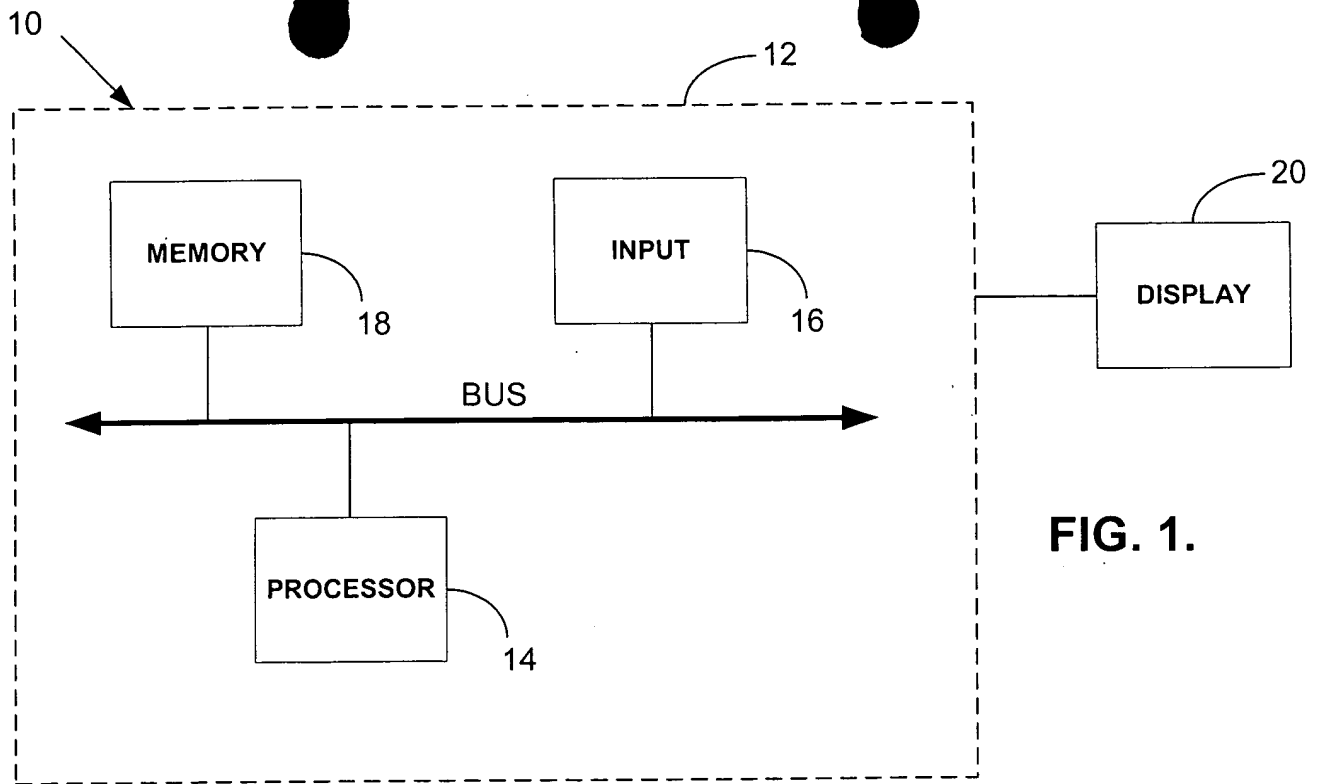 10
12
20
MEMORY
INPUT
DISPLAY
18
16
BUS
FIG. 1.
PROCESSOR
14